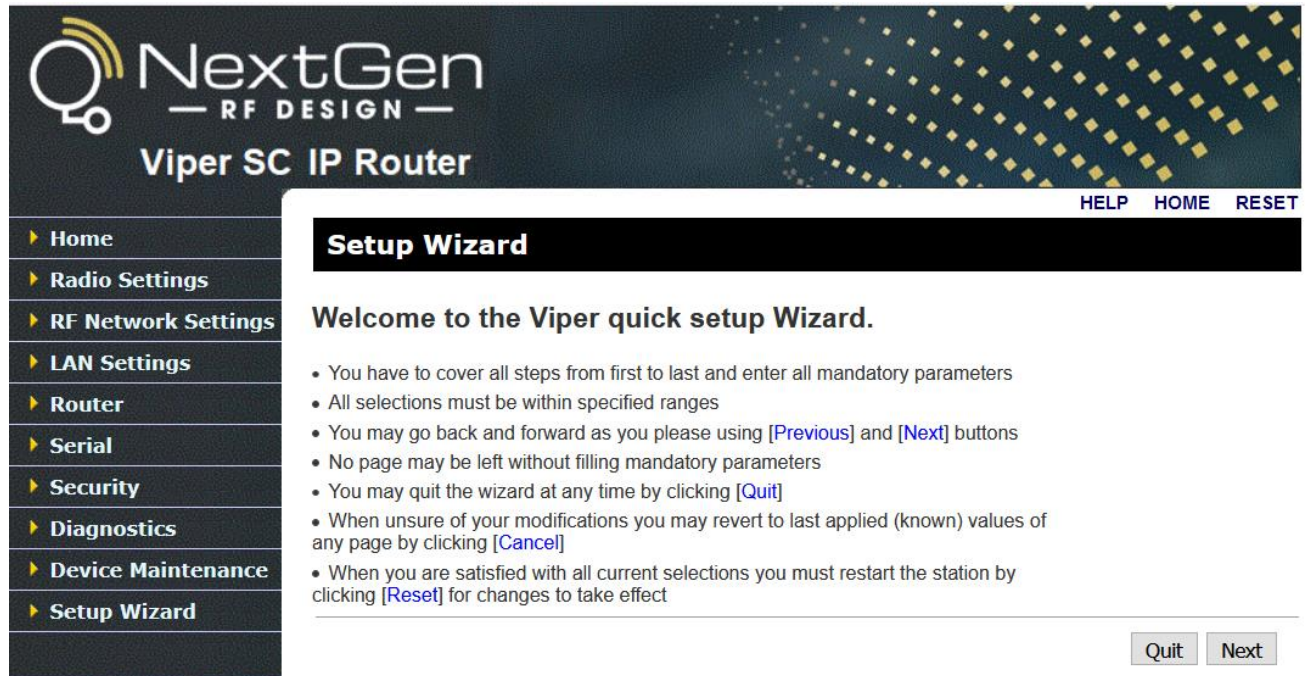 NextGen
RF DESIGN
Viper SC IP Router
HELP HOME RESET
Home
Radio Settings
RF Network Settings
LAN Settings
Router
Serial
Security
Diagnostics
Device Maintenance
Setup Wizard
Setup Wizard
Welcome to the Viper quick setup Wizard.
• You have to cover all steps from first to last and enter all mandatory parameters
• All selections must be within specified ranges
• You may go back and forward as you please using [Previous] and [Next] buttons
• No page may be left without filling mandatory parameters
• You may quit the wizard at any time by clicking [Quit]
• When unsure of your modifications you may revert to last applied (known) values of
any page by clicking [Cancel]
• When you are satisfied with all current selections you must restart the station by
clicking [Reset] for changes to take effect
Quit Next